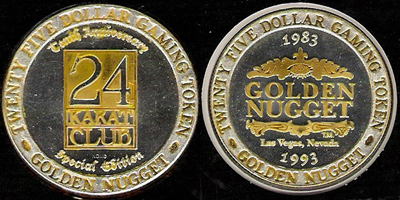 TWENTY FIVE DOLLAR GAMING TOKEN
Tenth Anniversary
24
KARAT
CLUB
Special Edition
· GOLDEN NUGGET ·
TWENTY FIVE DOLLAR GAMING TOKEN
1983
GOLDEN
NUGGET
TM
Las Vegas, Nevada
1993
· GOLDEN NUGGET ·